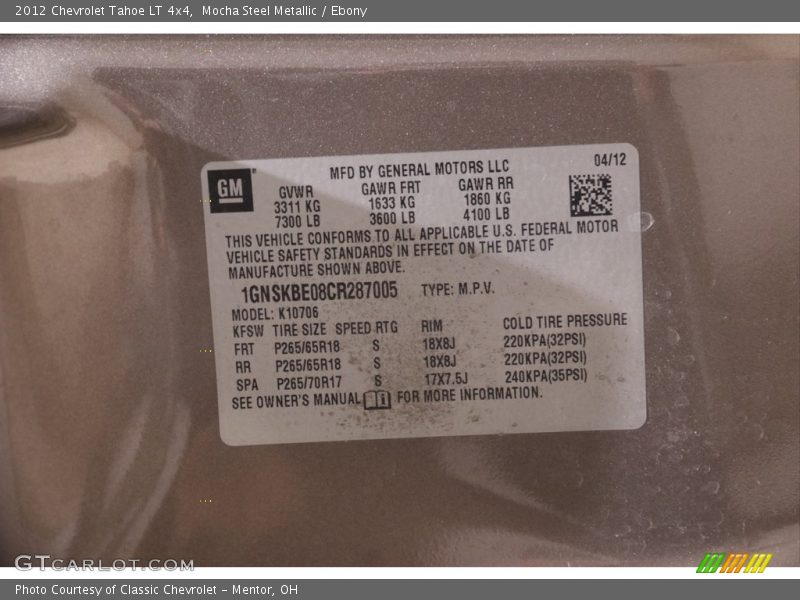 2012 Chevrolet Tahoe LT 4x4, Mocha Steel Metallic / Ebony
GM
MFD BY GENERAL MOTORS LLC
04/12
GVWR GAWR FRT GAWR RR
3311 KG 1633 KG 1860 KG
7300 LB 3600 LB 4100 LB
THIS VEHICLE CONFORMS TO ALL APPLICABLE U.S. FEDERAL MOTOR
VEHICLE SAFETY STANDARDS IN EFFECT ON THE DATE OF
MANUFACTURE SHOWN ABOVE.
1GNSKBE08CR287005 TYPE: M.P.V.
MODEL: K10706
KFSW TIRE SIZE SPEED RTG RIM COLD TIRE PRESSURE
FRT P265/65R18 S 18X8J 220KPA(32PSI)
RR P265/65R18 S 18X8J 220KPA(32PSI)
SPA P265/70R17 S 17X7.5J 240KPA(35PSI)
SEE OWNER'S MANUAL FOR MORE INFORMATION.
GTCARLOT.COM
Photo Courtesy of Classic Chevrolet - Mentor, OH